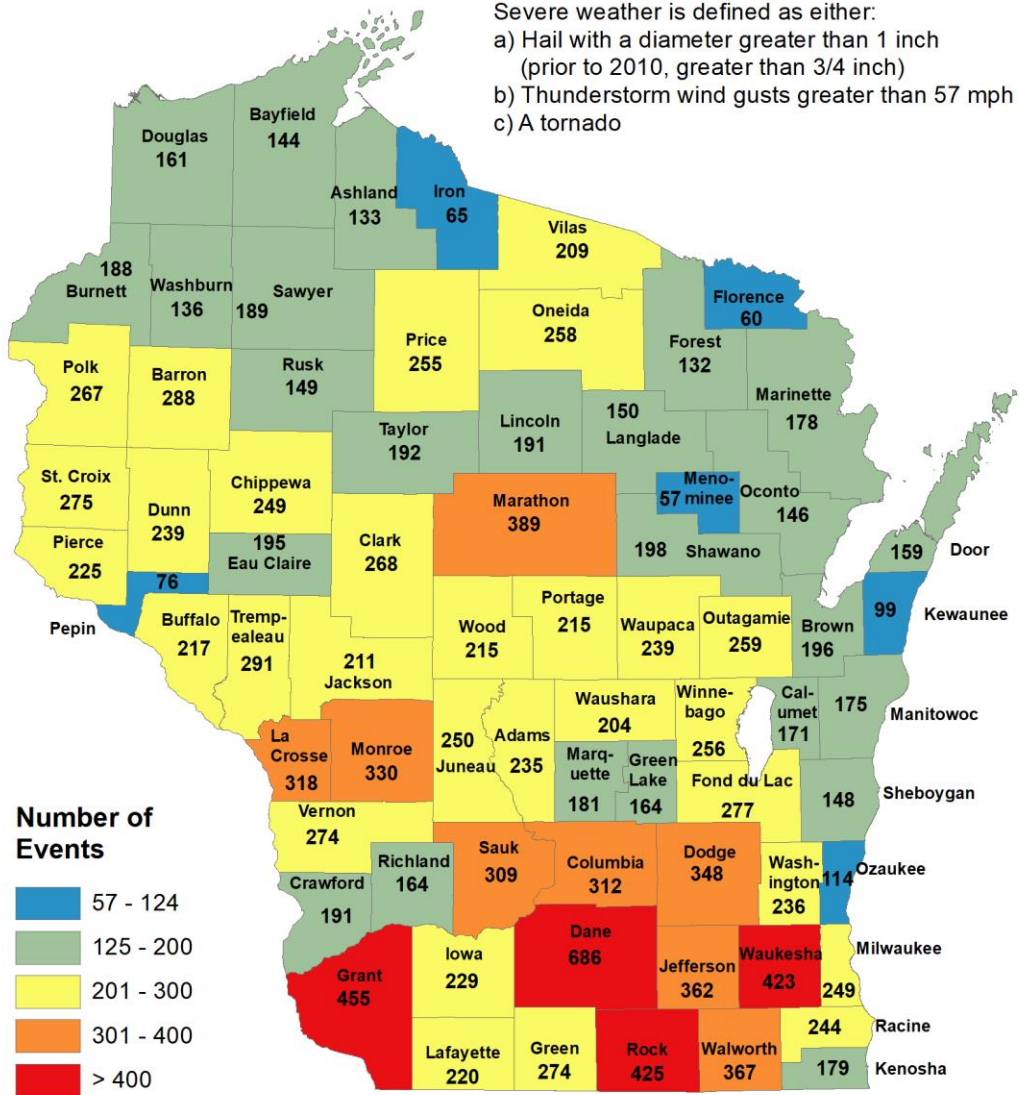 Severe weather is defined as either:
a) Hail with a diameter greater than 1 inch
(prior to 2010, greater than 3/4 inch)
b) Thunderstorm wind gusts greater than 57 mph
c) A tornado
Douglas
161
Bayfield
144
Ashland
133
Iron
65
Vilas
209
188
Burnett
Washburn
136
Sawyer
189
Price
255
Oneida
258
Florence
60
Forest
132
Marinette
178
Polk
267
Barron
288
Rusk
149
Taylor
192
Lincoln
191
150
Langlade
St. Croix
275
Dunn
239
Chippewa
249
Marathon
389
Meno-
57 minee
Oconto
146
Pierce
225
195
Eau Claire
Clark
268
198
Shawano
159
Door
76
Pepin
Buffalo
217
Tremp-
ealeau
291
211
Jackson
Wood
215
Portage
215
Waupaca
239
Outagamie
259
Brown
196
99
Kewaunee
La
Crosse
318
Monroe
330
250
Juneau
Adams
235
Waushara
204
Winne-
bago
256
Cal-
umet
171
175
Manitowoc
Marq-
uette
181
Green
Lake
164
Fond du Lac
277
148
Sheboygan
Vernon
274
Richland
164
Crawford
191
Sauk
309
Columbia
312
Dodge
348
Wash-
ington
236
114
Ozaukee
Grant
455
Iowa
229
Dane
686
Jefferson
362
Waukesha
423
Milwaukee
249
Lafayette
220
Green
274
Rock
425
Walworth
367
244
Racine
179
Kenosha
Number of
Events
57 - 124
125 - 200
201 - 300
301 - 400
> 400